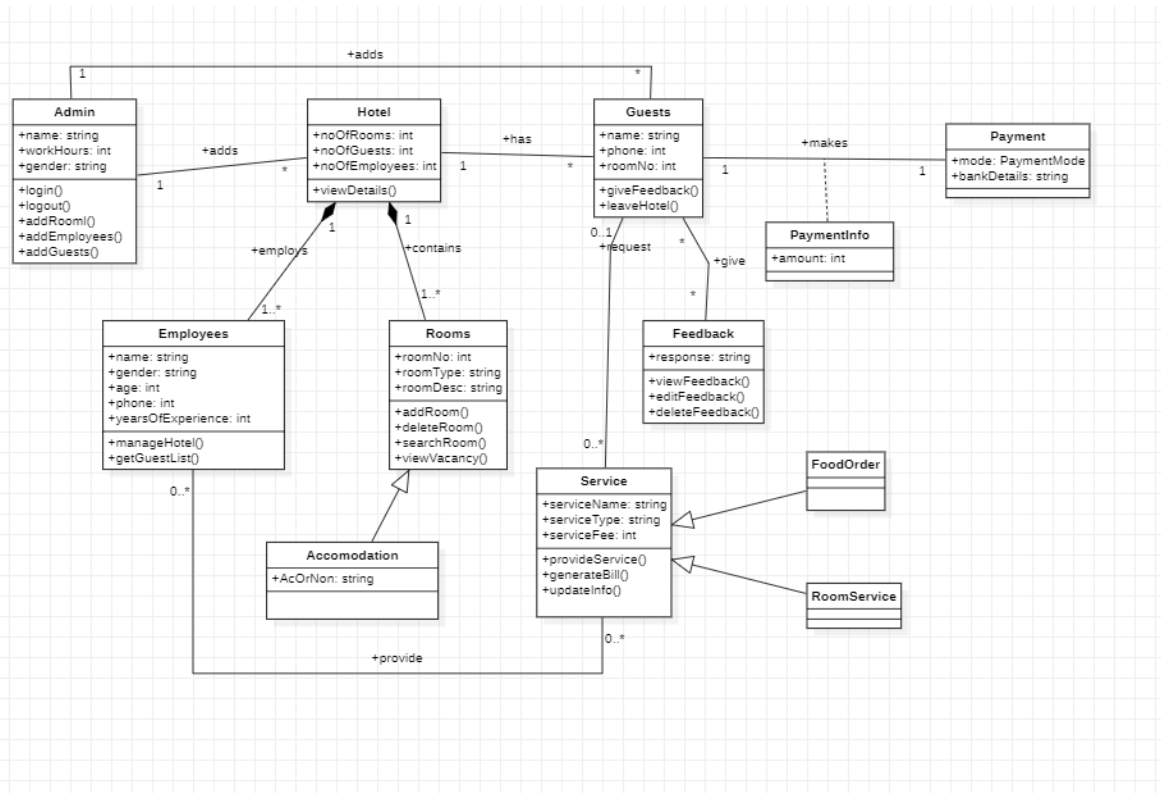 +adds
1
*
Admin
+name: string
+workHours: int
+gender: string
+login()
+logout()
+addRoomI()
+addEmployees()
+addGuests()
+adds
1
*
Hotel
+noOfRooms: int
+noOfGuests: int
+noOfEmployees: int
+viewDetails()
+has
1
*
Guests
+name: string
+phone: int
+roomNo: int
+giveFeedback()
+leaveHotel()
+makes
1
1
Payment
+mode: PaymentMode
+bankDetails: string
PaymentInfo
+amount: int
1
+employs
1..*
1
+contains
1..*
0..1
+request
0..*
*
+give
*
Employees
+name: string
+gender: string
+age: int
+phone: int
+yearsOfExperience: int
+manageHotel()
+getGuestList()
Rooms
+roomNo: int
+roomType: string
+roomDesc: string
+addRoom()
+deleteRoom()
+searchRoom()
+viewVacancy()
Feedback
+response: string
+viewFeedback()
+editFeedback()
+deleteFeedback()
Service
+serviceName: string
+serviceType: string
+serviceFee: int
+provideService()
+generateBill()
+updateInfo()
FoodOrder
RoomService
Accomodation
+AcOrNon: string
0..*
+provide
0..*